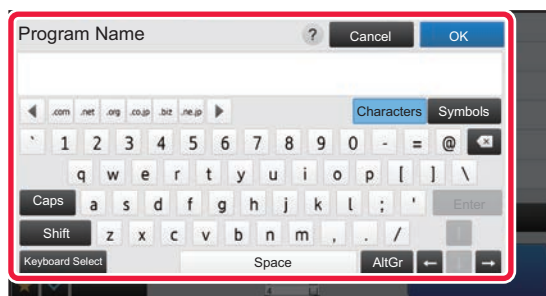 Program Name ? Cancel OK
.com .net .org .co.jp .biz .ne.jp Characters Symbols
` 1 2 3 4 5 6 7 8 9 0 - = @
q w e r t y u i o p [ ] \
Caps a s d f g h j k l ; ' Enter
Shift z x c v b n m , . /
Keyboard Select Space AltGr ← ↓ →
4